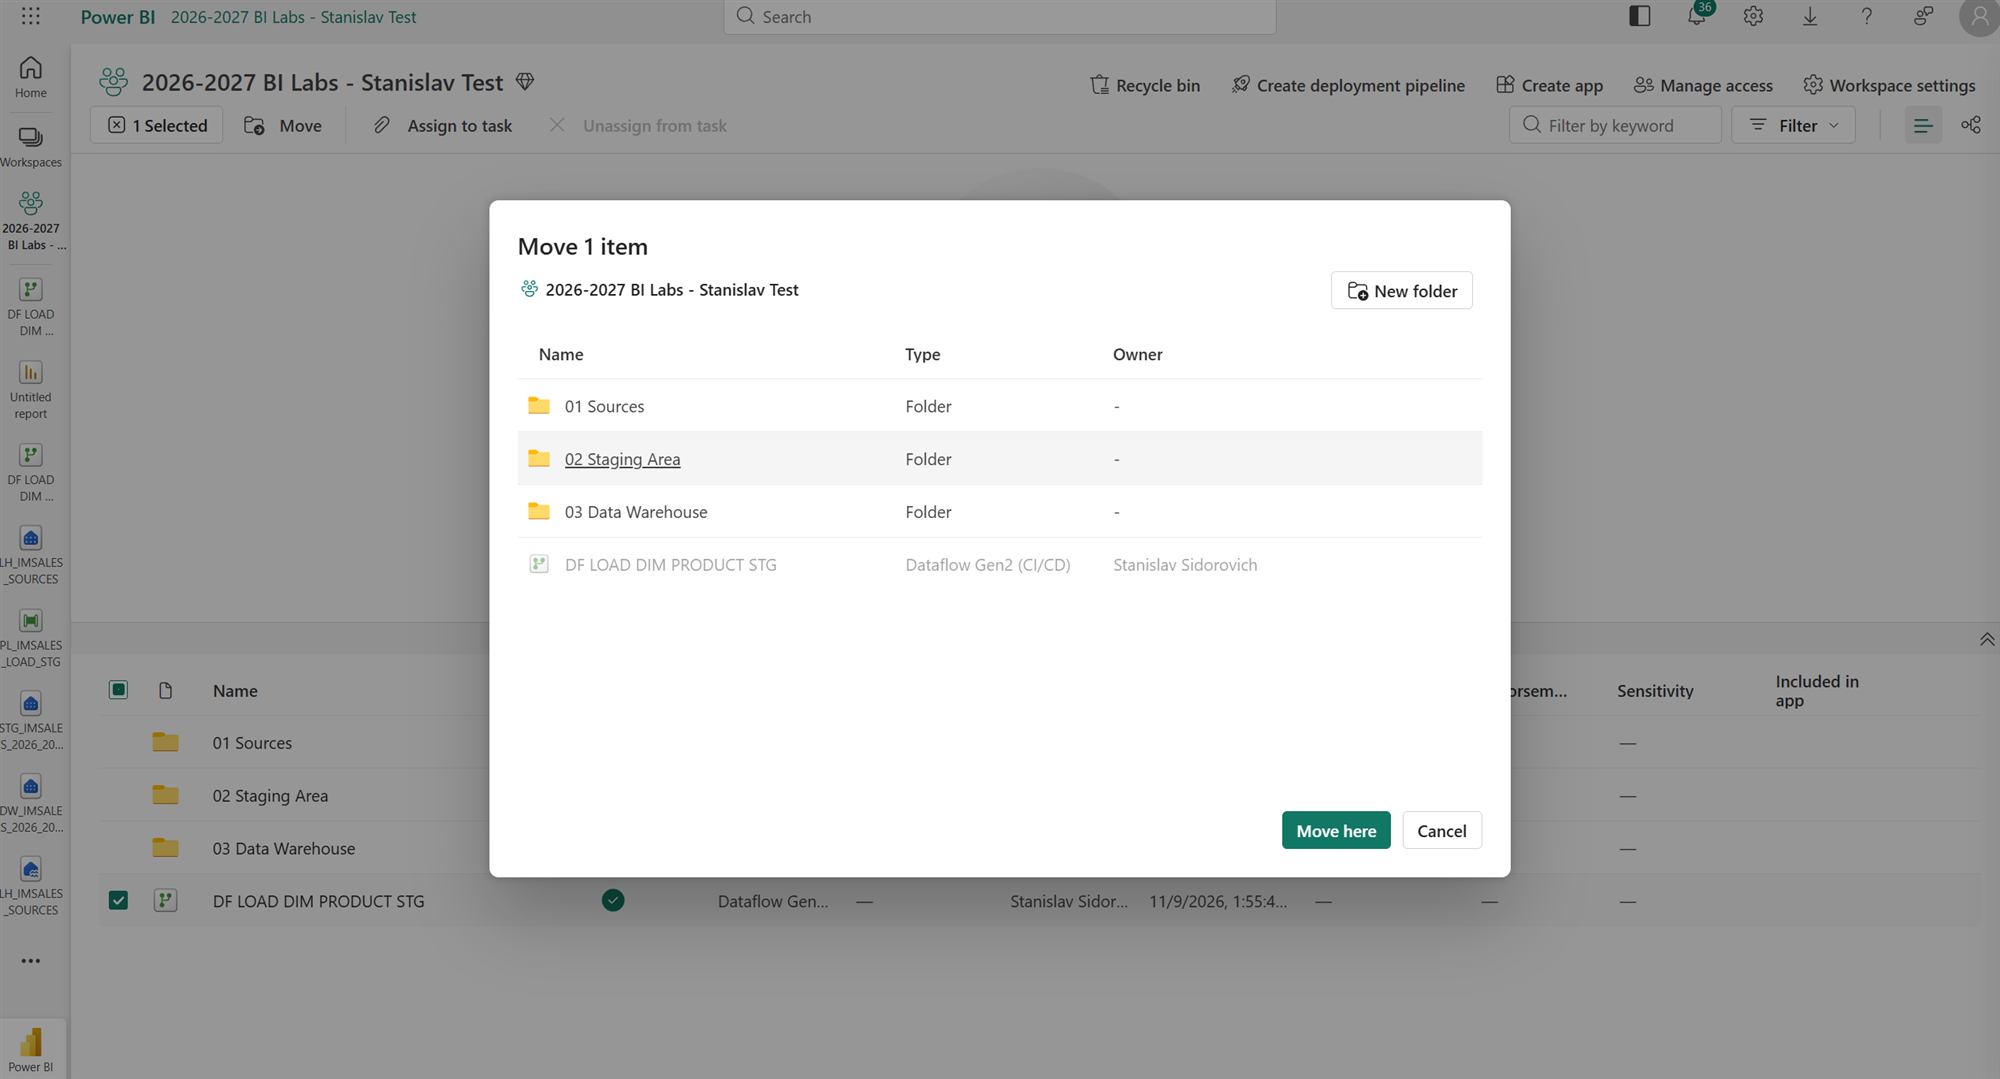 Power BI 2026-2027 BI Labs - Stanislav Test
Search
36
2026-2027 BI Labs - Stanislav Test
Recycle bin
Create deployment pipeline
Create app
Manage access
Workspace settings
1 Selected
Move
Assign to task
Unassign from task
Filter by keyword
Filter
Home
Workspaces
2026-2027
BI Labs - ...
DF LOAD
DIM ...
Untitled
report
DF LOAD
DIM ...
LH_IMSALES
_SOURCES
PL_IMSALES
_LOAD_STG
STG_IMSALE
S_2026_20...
DW_IMSALE
S_2026_20...
LH_IMSALES
_SOURCES
Power BI
Move 1 item
2026-2027 BI Labs - Stanislav Test
New folder
Name Type Owner
01 Sources Folder -
02 Staging Area Folder -
03 Data Warehouse Folder -
DF LOAD DIM PRODUCT STG Dataflow Gen2 (CI/CD) Stanislav Sidorovich
Move here
Cancel
Name orsem... Sensitivity Included in
app
01 Sources —
02 Staging Area —
03 Data Warehouse —
DF LOAD DIM PRODUCT STG Dataflow Gen... — Stanislav Sidor... 11/9/2026, 1:55:4... — — —